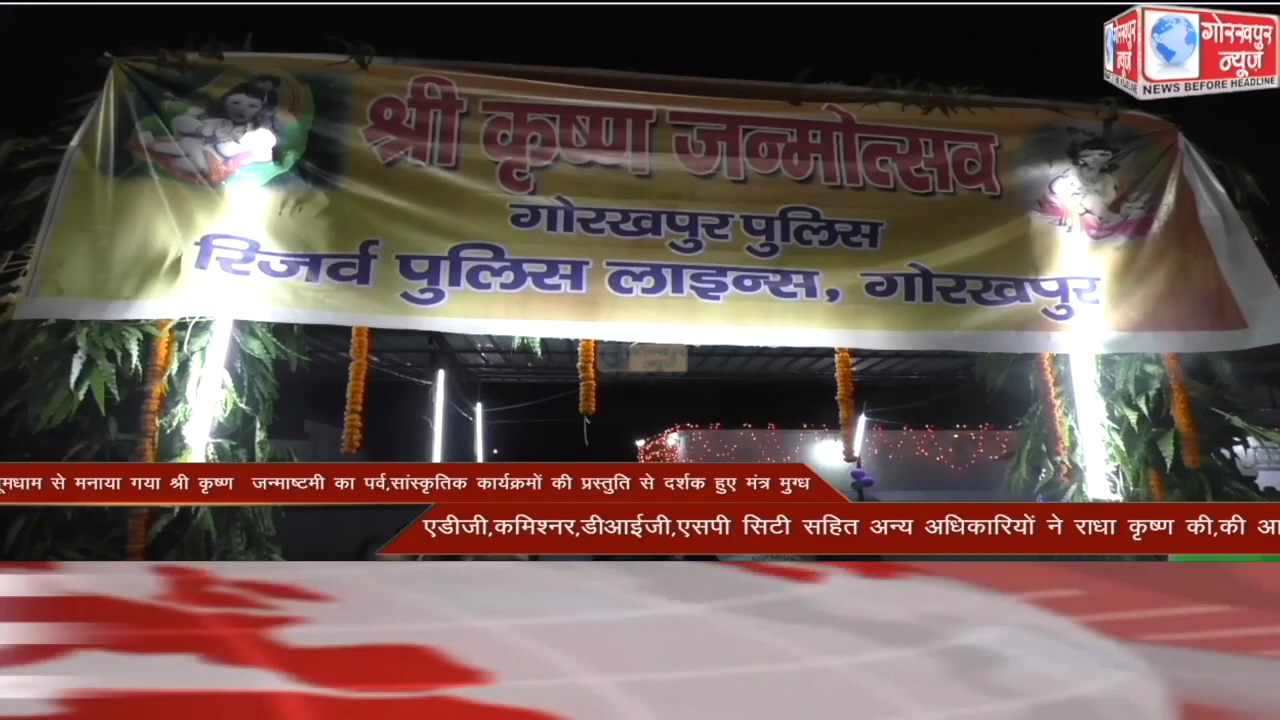 गोरखपुर
न्यूज़
गोरखपुर
न्यूज़
NEWS BEFORE HEADLINE
श्री कृष्ण जन्मोत्सव
गोरखपुर पुलिस
रिजर्व पुलिस लाइन्स, गोरखपुर
से मनाया गया श्री कृष्ण जन्माष्टमी का पर्व,सांस्कृतिक कार्यक्रमों की प्रस्तुति से दर्शक हुए मंत्र मुग्ध
एडीजी,कमिश्नर,डीआईजी,एसपी सिटी सहित अन्य अधिकारियों ने राधा कृष्ण की,की